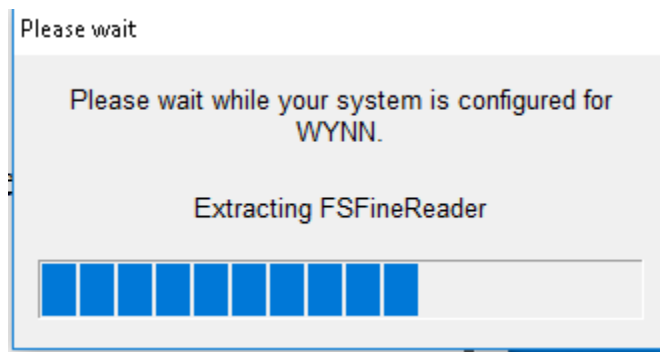 Please wait
Please wait while your system is configured for
WYNN.
Extracting FSFineReader